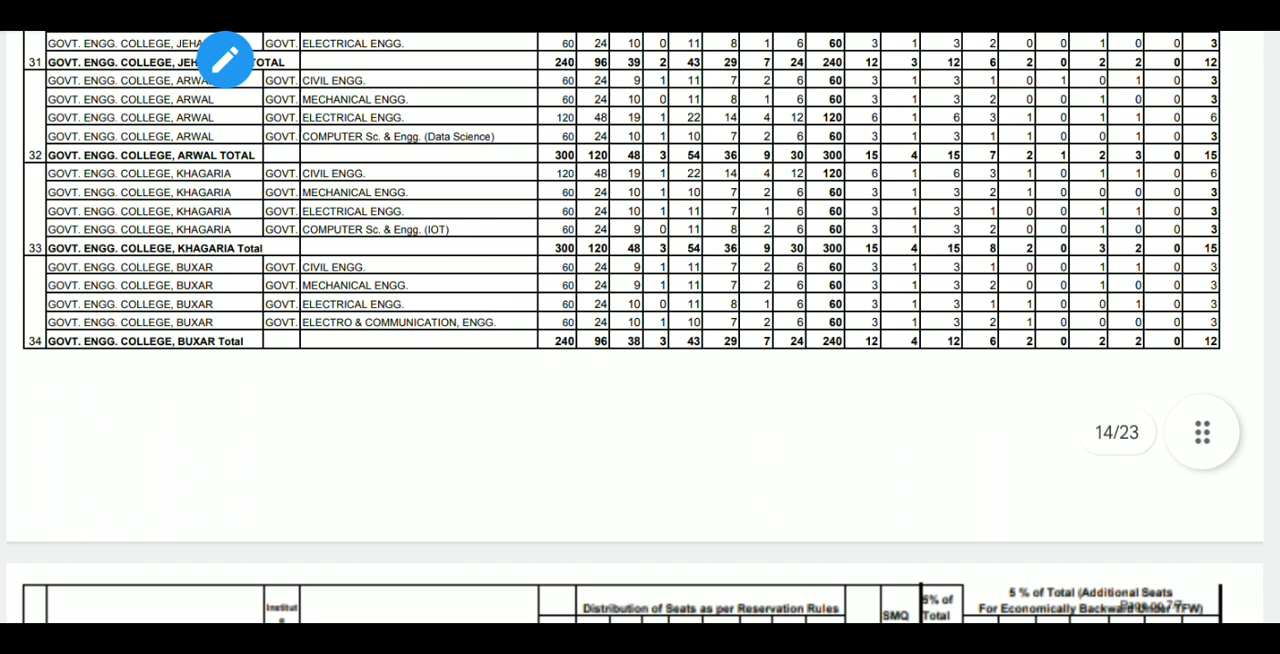 GOVT. ENGG. COLLEGE, JEHA GOVT. ELECTRICAL ENGG. 60 24 10 0 11 8 1 6 60 3 1 3 2 0 0 1 0 0 3
31 GOVT. ENGG. COLLEGE, JEH TOTAL 240 96 39 2 43 29 7 24 240 12 3 12 6 2 0 2 2 0 12
GOVT. ENGG. COLLEGE, ARWA GOVT. CIVIL ENGG. 60 24 9 1 11 7 2 6 60 3 1 3 1 0 1 0 1 0 3
GOVT. ENGG. COLLEGE, ARWAL GOVT. MECHANICAL ENGG. 60 24 10 0 11 8 1 6 60 3 1 3 2 0 0 1 0 0 3
GOVT. ENGG. COLLEGE, ARWAL GOVT. ELECTRICAL ENGG. 120 48 19 1 22 14 4 12 120 6 1 6 3 1 0 1 1 0 6
GOVT. ENGG. COLLEGE, ARWAL GOVT. COMPUTER Sc. & Engg. (Data Science) 60 24 10 1 10 7 2 6 60 3 1 3 1 1 0 0 1 0 3
32 GOVT. ENGG. COLLEGE, ARWAL TOTAL 300 120 48 3 54 36 9 30 300 15 4 15 7 2 1 2 3 0 15
GOVT. ENGG. COLLEGE, KHAGARIA GOVT. CIVIL ENGG. 120 48 19 1 22 14 4 12 120 6 1 6 3 1 0 1 1 0 6
GOVT. ENGG. COLLEGE, KHAGARIA GOVT. MECHANICAL ENGG. 60 24 10 1 10 7 2 6 60 3 1 3 2 1 0 0 0 0 3
GOVT. ENGG. COLLEGE, KHAGARIA GOVT. ELECTRICAL ENGG. 60 24 10 1 11 7 1 6 60 3 1 3 1 0 0 1 1 0 3
GOVT. ENGG. COLLEGE, KHAGARIA GOVT. COMPUTER Sc. & Engg. (IOT) 60 24 9 0 11 8 2 6 60 3 1 3 2 0 0 1 0 0 3
33 GOVT. ENGG. COLLEGE, KHAGARIA Total 300 120 48 3 54 36 9 30 300 15 4 15 8 2 0 3 2 0 15
GOVT. ENGG. COLLEGE, BUXAR GOVT. CIVIL ENGG. 60 24 9 1 11 7 2 6 60 3 1 3 1 0 0 1 1 0 3
GOVT. ENGG. COLLEGE, BUXAR GOVT. MECHANICAL ENGG. 60 24 9 1 11 7 2 6 60 3 1 3 2 0 0 1 0 0 3
GOVT. ENGG. COLLEGE, BUXAR GOVT. ELECTRICAL ENGG. 60 24 10 0 11 8 1 6 60 3 1 3 1 1 0 0 1 0 3
GOVT. ENGG. COLLEGE, BUXAR GOVT. ELECTRO & COMMUNICATION, ENGG. 60 24 10 1 10 7 2 6 60 3 1 3 2 1 0 0 0 0 3
34 GOVT. ENGG. COLLEGE, BUXAR Total 240 96 38 3 43 29 7 24 240 12 4 12 6 2 0 2 2 0 12
14/23
Institut
e
Distribution of Seats as per Reservation Rules
SMQ
5% of
Total
5 % of Total (Additional Seats
For Economically Backward Under TFW)